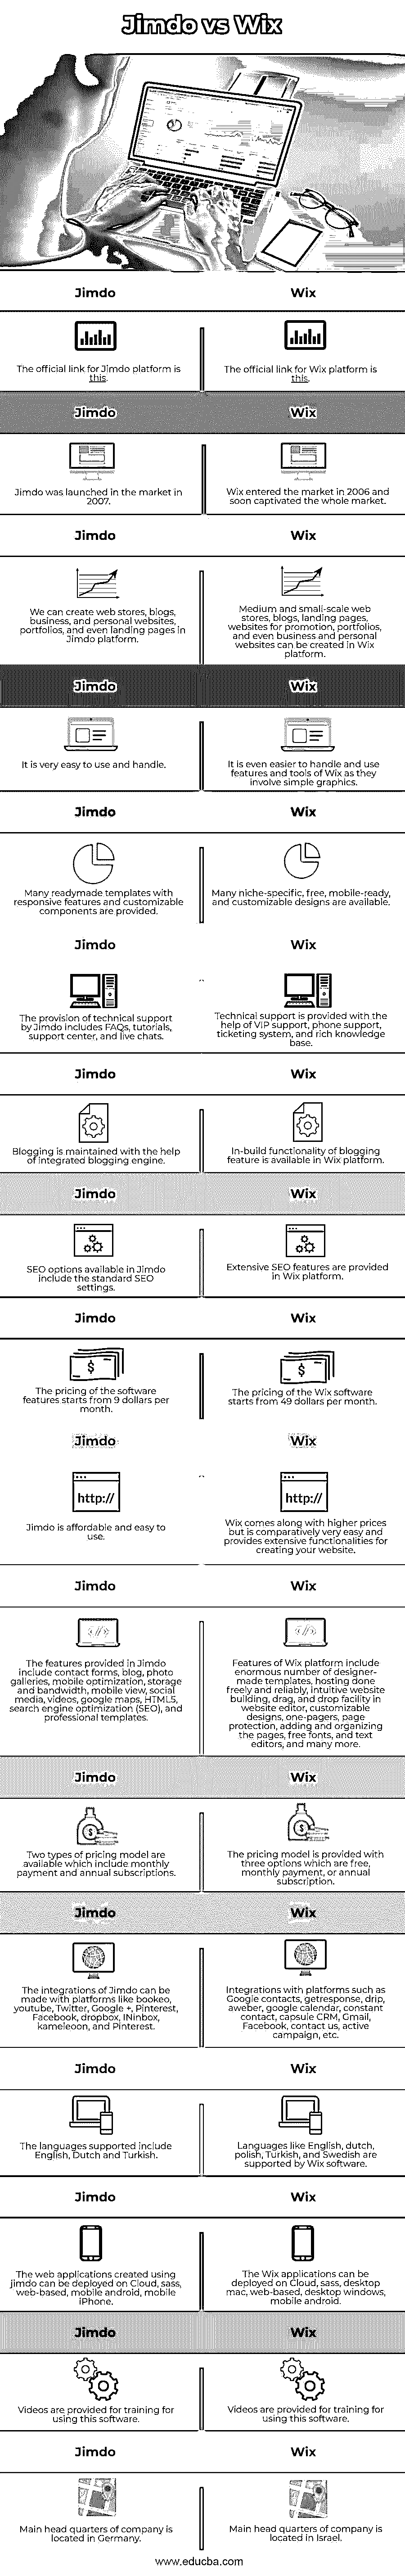 Jimdo vs Wix
Jimdo
Wix
The official link for Jimdo platform is
this.
The official link for Wix platform is
this.
Jimdo
Wix
Jimdo was launched in the market in
2007.
Wix entered the market in 2006 and
soon captivated the whole market.
Jimdo
Wix
We can create web stores, blogs,
business, and personal websites,
portfolios, and even landing pages in
Jimdo platform.
Medium and small-scale web
stores, blogs, landing pages,
websites for promotion, portfolios,
and even business and personal
websites can be created in Wix
platform.
Jimdo
Wix
It is very easy to use and handle.
It is even easier to handle and use
features and tools of Wix as they
involve simple graphics.
Jimdo
Wix
Many readymade templates with
responsive features and customizable
components are provided.
Many niche-specific, free, mobile-ready,
and customizable designs are available.
Jimdo
Wix
The provision of technical support
by Jimdo includes FAQs, tutorials,
support center, and live chats.
Technical support is provided with the
help of VIP support, phone support,
ticketing system, and rich knowledge
base.
Jimdo
Wix
Blogging is maintained with the help
of integrated blogging engine.
In-build functionality of blogging
feature is available in Wix platform.
Jimdo
Wix
SEO options available in Jimdo
include the standard SEO
settings.
Extensive SEO features are provided
in Wix platform.
Jimdo
Wix
$
The pricing of the software
features starts from 9 dollars per
month.
$
The pricing of the Wix software
starts from 49 dollars per month.
Jimdo
Wix
http://
Jimdo is affordable and easy to
use.
http://
Wix comes along with higher prices
but is comparatively very easy and
provides extensive functionalities for
creating your website.
Jimdo
Wix
</>
The features provided in Jimdo
include contact forms, blog, photo
galleries, mobile optimization, storage
and bandwidth, mobile view, social
media, videos, google maps, HTML5,
search engine optimization (SEO), and
professional templates.
</>
Features of Wix platform include
enormous number of designer-
made templates, hosting done
freely and reliably, intuitive website
building, drag, and drop facility in
website editor, customizable
designs, one-pagers, page
protection, adding and organizing
the pages, free fonts, and text
editors, and many more.
Jimdo
Wix
$
Two types of pricing model are
available which include monthly
payment and annual subscriptions.
$
The pricing model is provided with
three options which are free,
monthly payment, or annual
subscription.
Jimdo
Wix
The integrations of Jimdo can be
made with platforms like bookeo,
youtube, Twitter, Google +, Pinterest,
Facebook, dropbox, INinbox,
kameleoon, and Pinterest.
Integrations with platforms such as
Google contacts, getresponse, drip,
aweber, google calendar, constant
contact, capsule CRM, Gmail,
Facebook, contact us, active
campaign, etc.
Jimdo
Wix
The languages supported include
English, Dutch and Turkish.
Languages like English, dutch,
polish, Turkish, and Swedish are
supported by Wix software.
Jimdo
Wix
The web applications created using
jimdo can be deployed on Cloud, sass,
web-based, mobile android, mobile
iPhone.
The Wix applications can be
deployed on Cloud, sass, desktop
mac, web-based, desktop windows,
mobile android.
Jimdo
Wix
Videos are provided for training for
using this software.
Videos are provided for training for
using this software.
Jimdo
Wix
Main head quarters of company is
located in Germany.
Main head quarters of company is
located in Israel.
www.educba.com